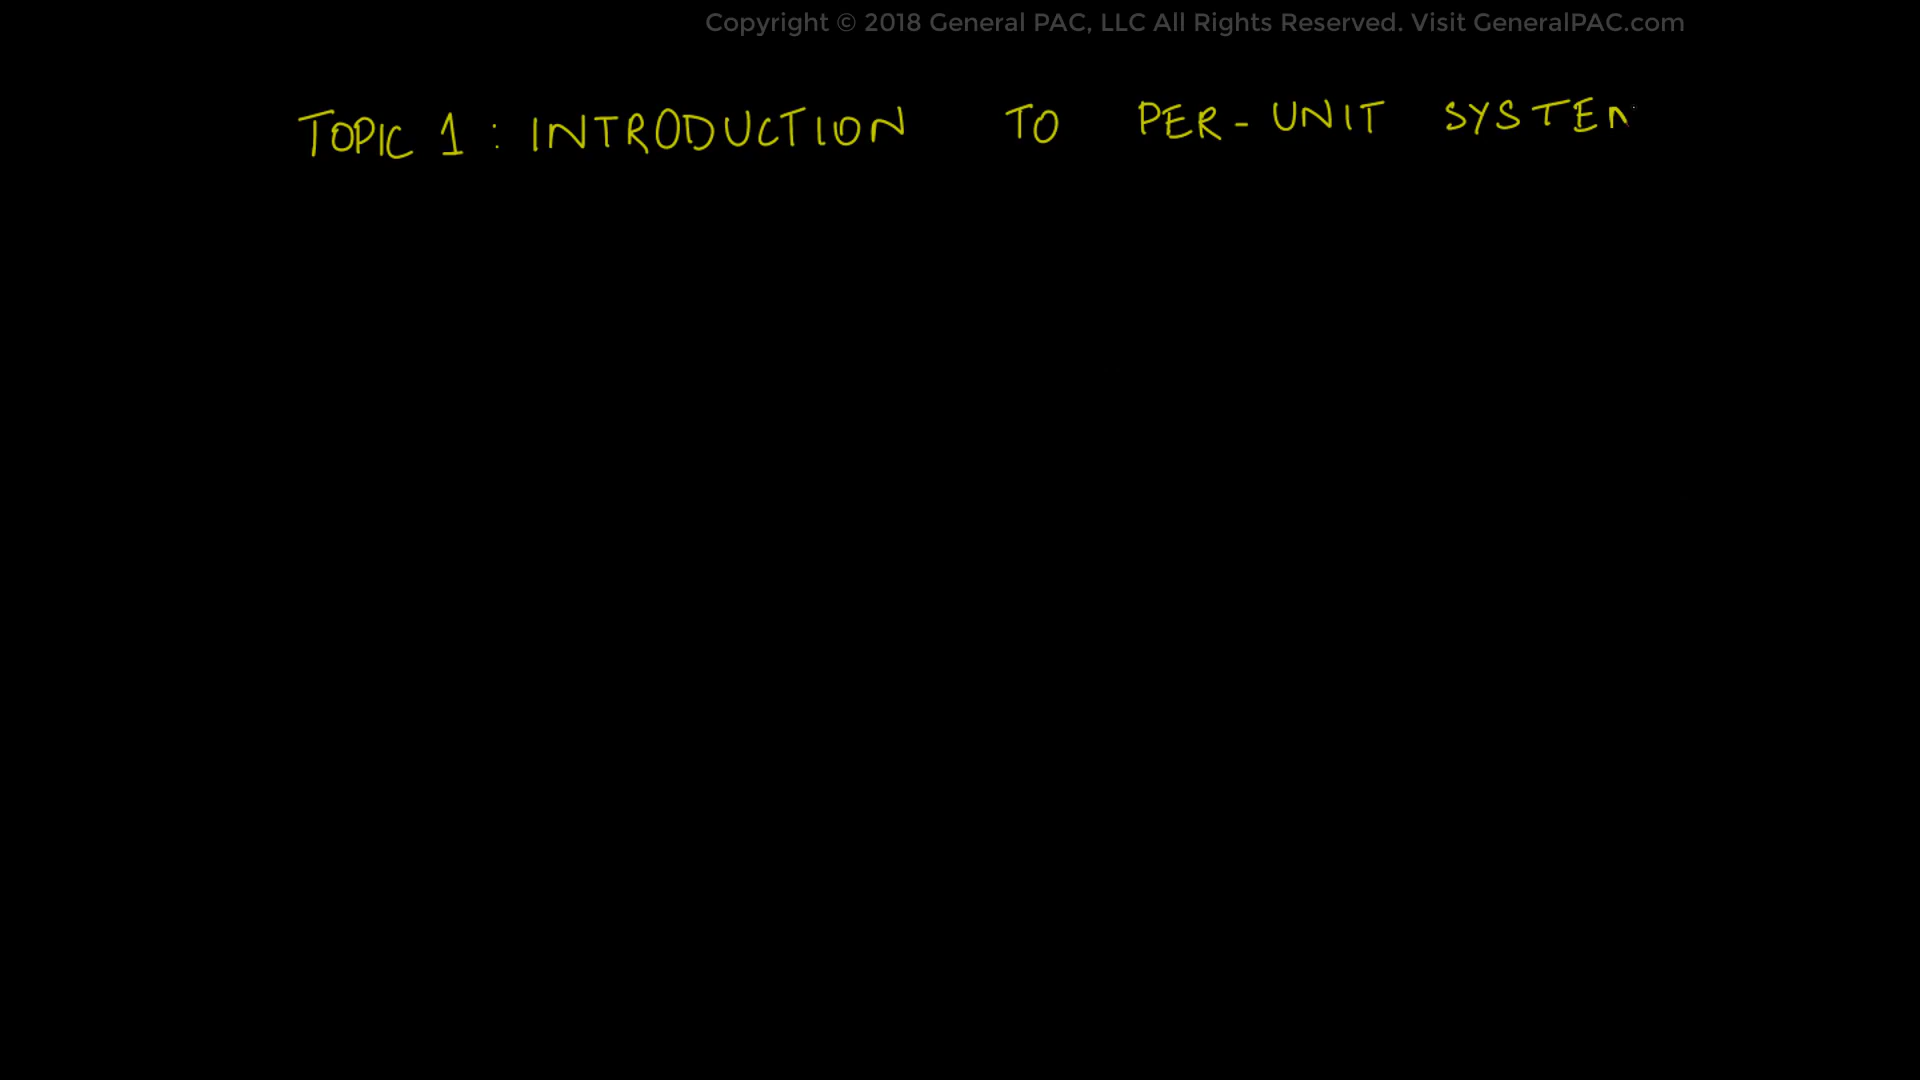 Copyright © 2018 General PAC, LLC All Rights Reserved. Visit GeneralPAC.com
TOPIC 1 : INTRODUCTION TO PER-UNIT SYSTEM